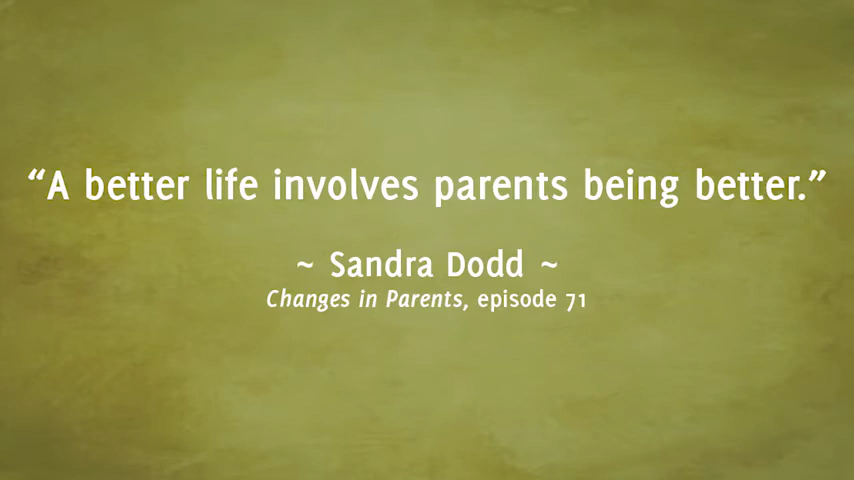 “A better life involves parents being better.”
~ Sandra Dodd ~
Changes in Parents, episode 71